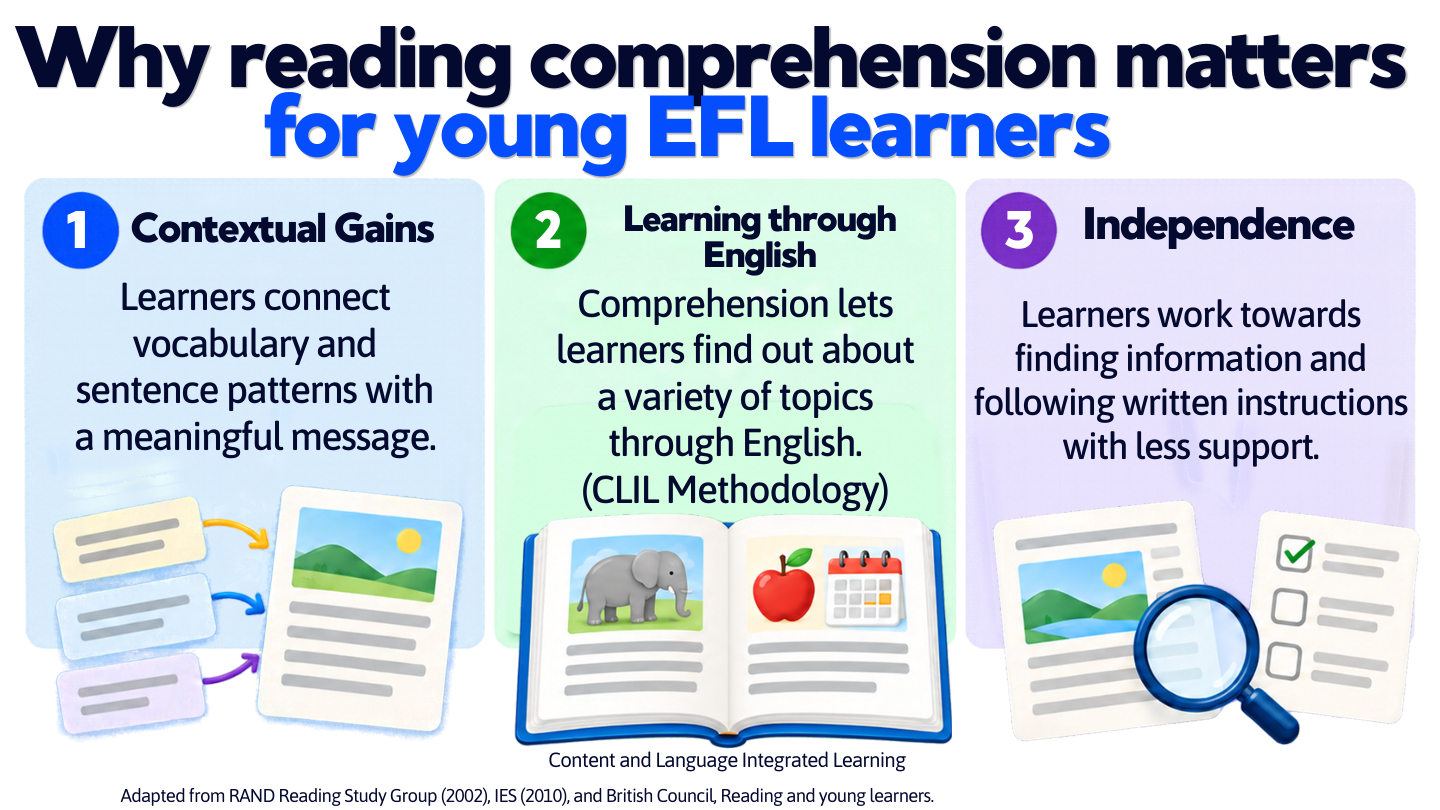 Why reading comprehension matters
for young EFL learners
1
Contextual Gains
Learners connect
vocabulary and
sentence patterns with
a meaningful message.
2
Learning through
English
Comprehension lets
learners find out about
a variety of topics
through English.
(CLIL Methodology)
3
Independence
Learners work towards
finding information and
following written instructions
with less support.
Content and Language Integrated Learning
Adapted from RAND Reading Study Group (2002), IES (2010), and British Council, Reading and young learners.